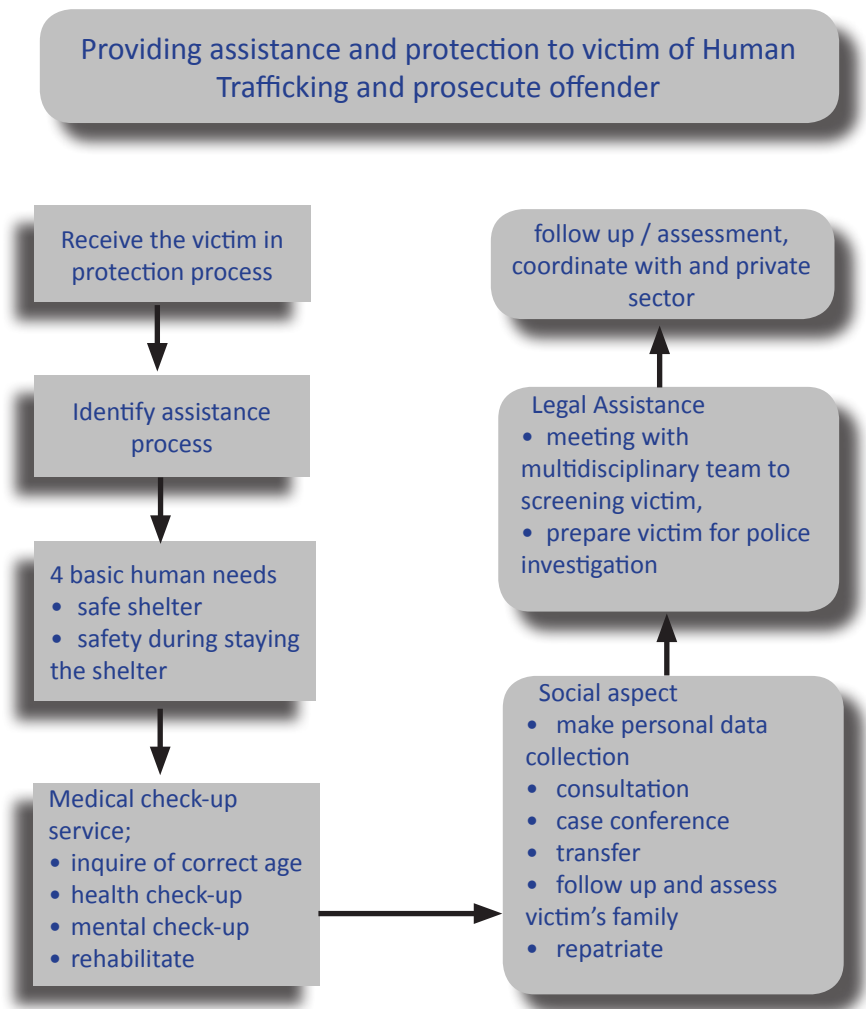 Providing assistance and protection to victim of Human
Trafficking and prosecute offender
Receive the victim in
protection process
Identify assistance
process
4 basic human needs
• safe shelter
• safety during staying
the shelter
Medical check-up
service;
• inquire of correct age
• health check-up
• mental check-up
• rehabilitate
Social aspect
• make personal data
collection
• consultation
• case conference
• transfer
• follow up and assess
victim's family
• repatriate
Legal Assistance
• meeting with
multidisciplinary team to
screening victim,
• prepare victim for police
investigation
follow up / assessment,
coordinate with and private
sector